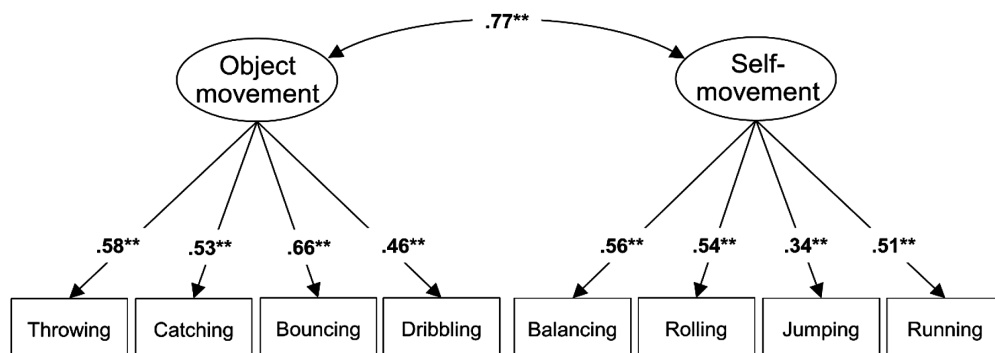 .77**
Object
movement
Self-
movement
.58** .53** .66** .46** .56** .54** .34** .51**
Throwing Catching Bouncing Dribbling Balancing Rolling Jumping Running